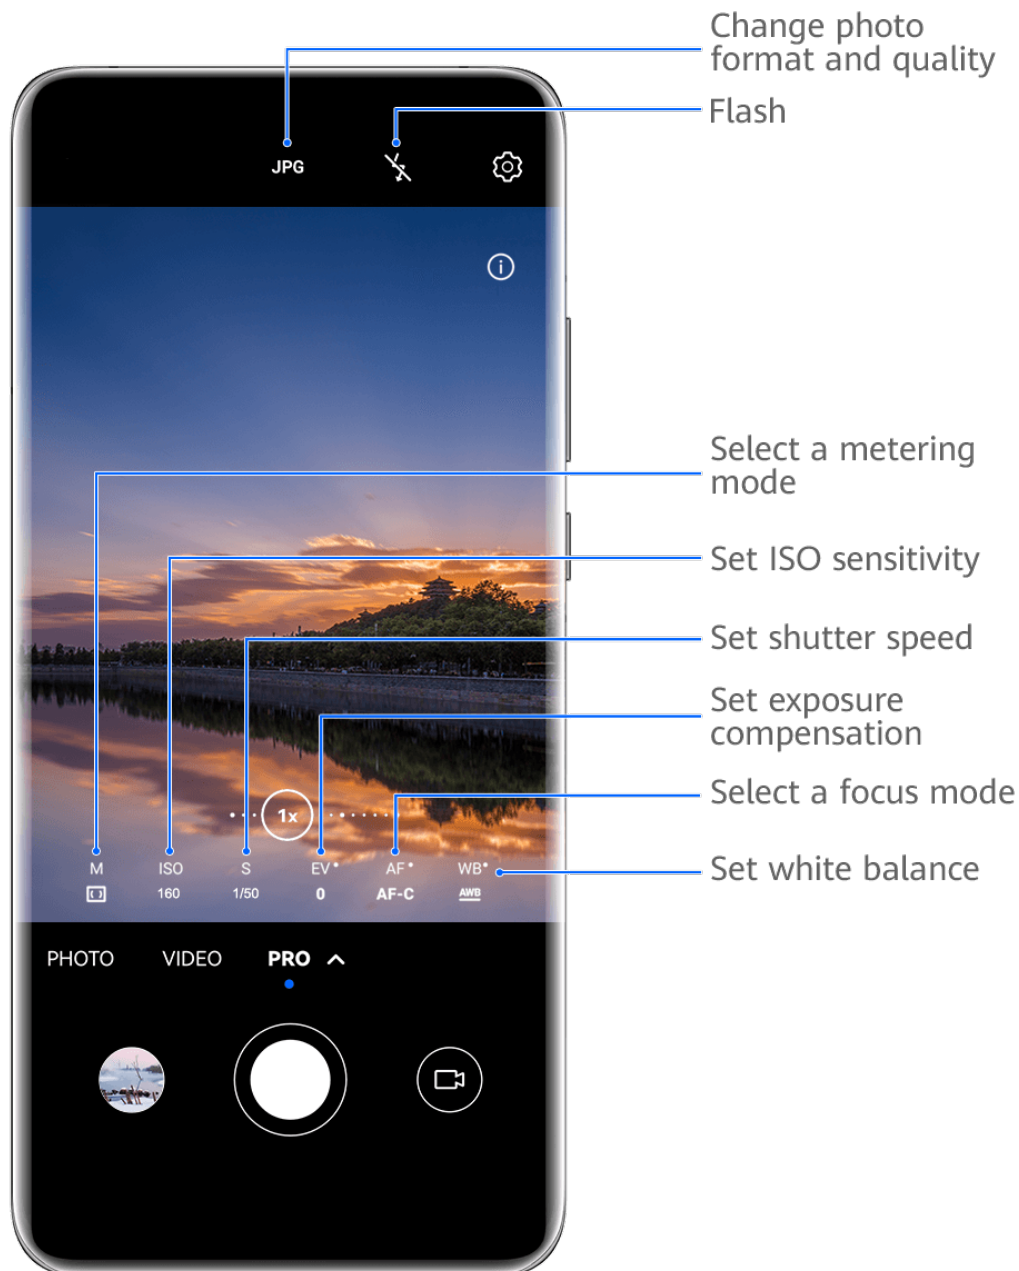 Change photo
format and quality
Flash
JPG
Select a metering
mode
Set ISO sensitivity
Set shutter speed
Set exposure
compensation
Select a focus mode
Set white balance
1x
M ISO S EV AF WB
160 1/50 0 AF-C AWB
PHOTO VIDEO PRO